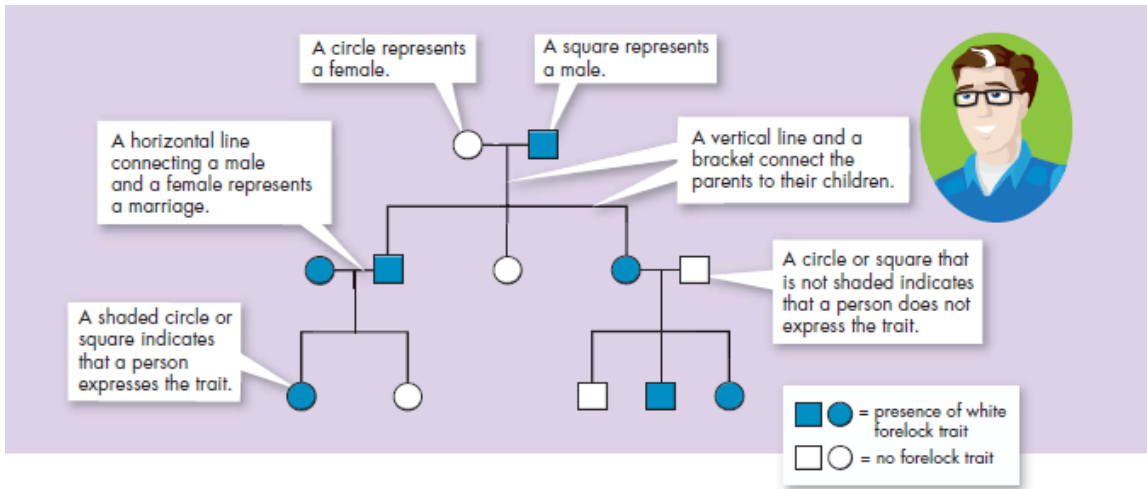 A circle represents
a female.
A square represents
a male.
A horizontal line
connecting a male
and a female represents
a marriage.
A vertical line and a
bracket connect the
parents to their children.
A circle or square that
is not shaded indicates
that a person does not
express the trait.
A shaded circle or
square indicates
that a person
expresses the trait.
= presence of white
forelock trait
= no forelock trait